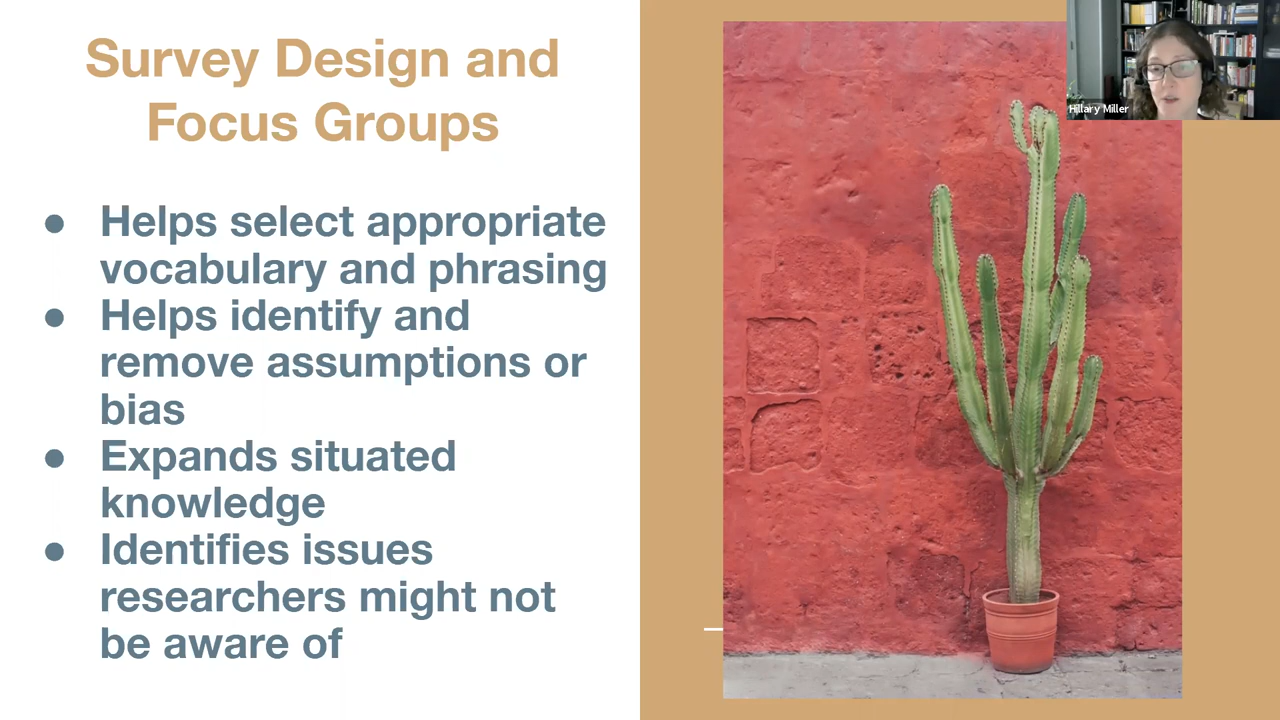 Survey Design and
Focus Groups
● Helps select appropriate
vocabulary and phrasing
● Helps identify and
remove assumptions or
bias
● Expands situated
knowledge
● Identifies issues
researchers might not
be aware of
Hillary Miller